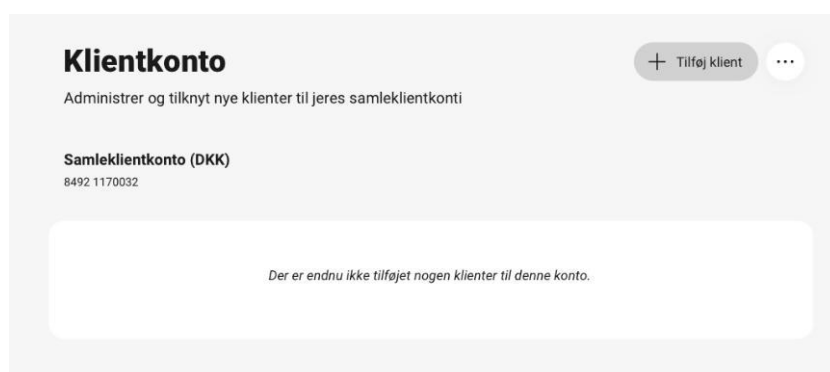 Klientkonto
+ Tilføj klient ...
Administrer og tilknyt nye klienter til jeres samleklientkonti
Samleklientkonto (DKK)
8492 1170032
Der er endnu ikke tilføjet nogen klienter til denne konto.